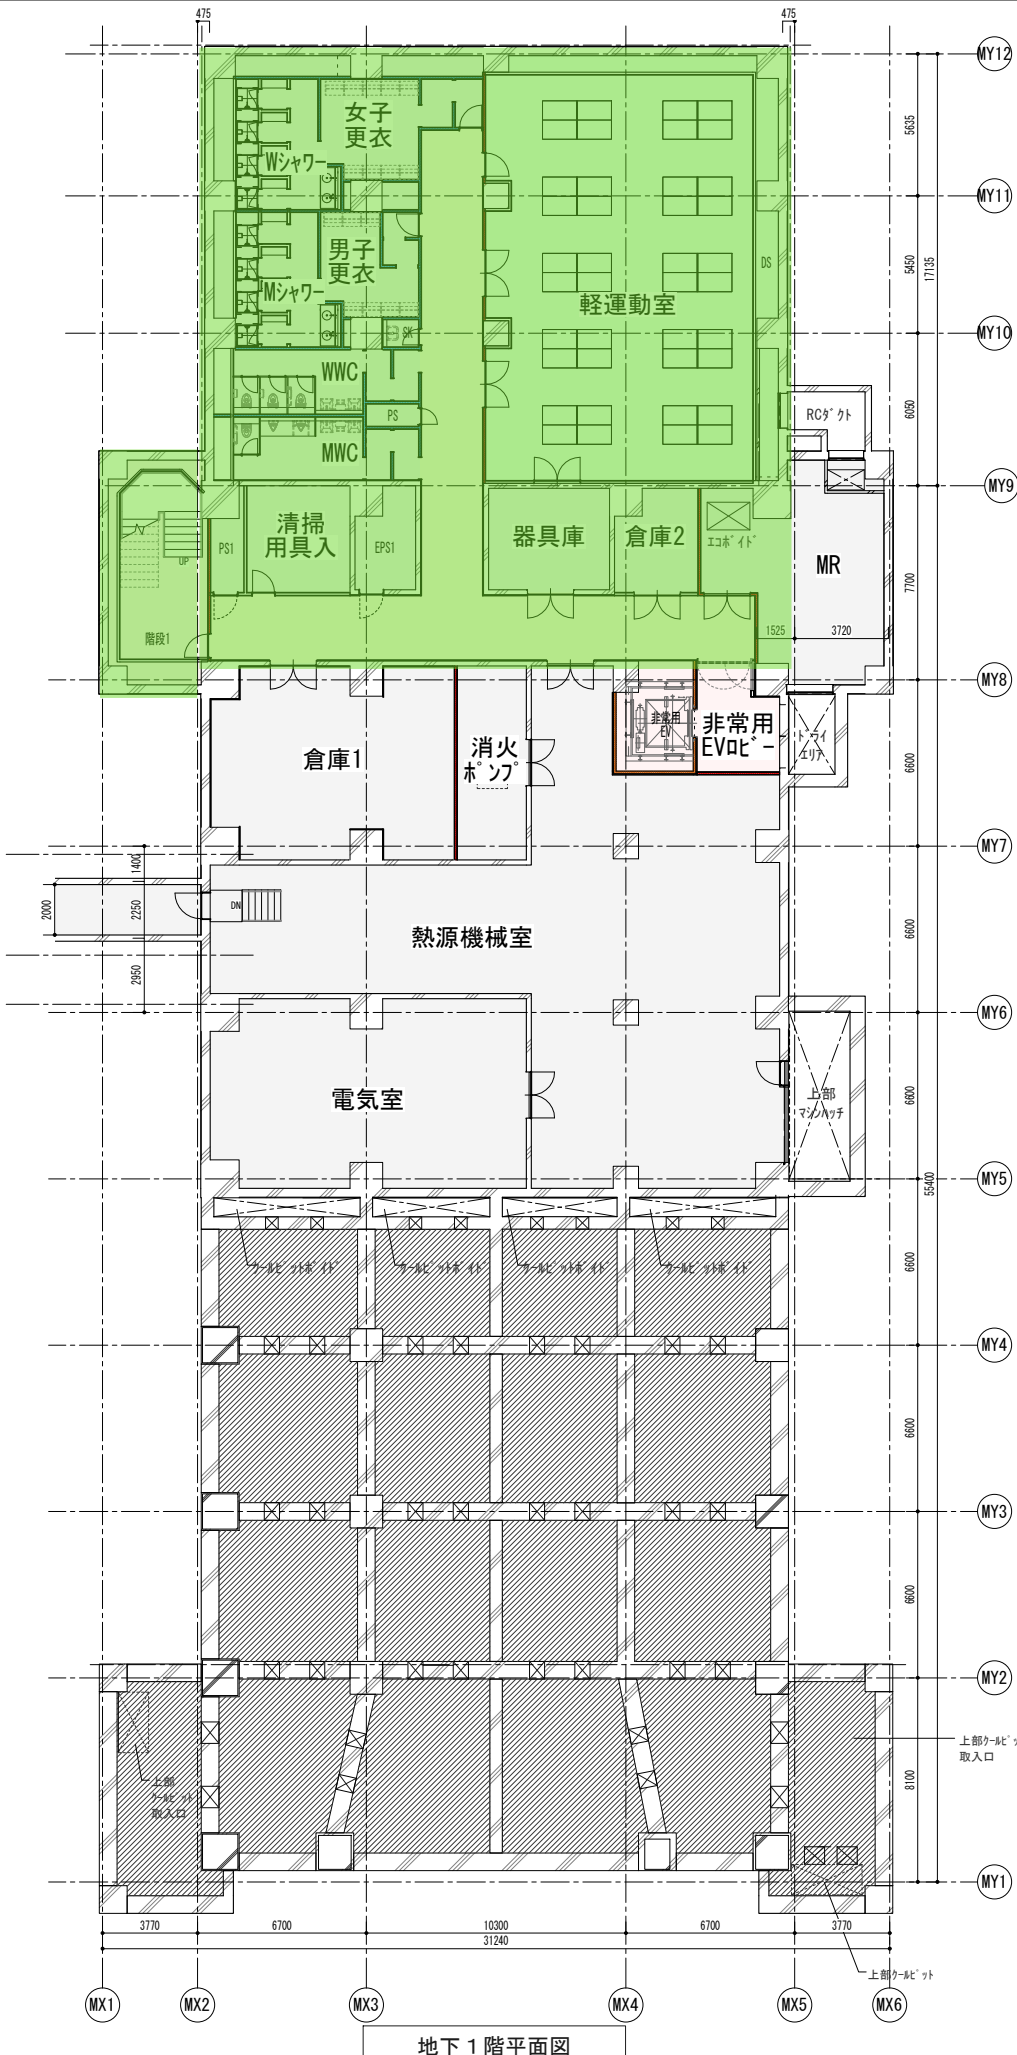 475
475
MY12
女子
更衣
5635
Wシャワー
MY11
男子
更衣
5450
17135
DS
Mシャワー
軽運動室
SK
MY10
WWC
6050
PS
RCダクト
MWC
MY9
清掃
用具入
器具庫
倉庫2
エコボイド
PS1
EPS1
UP
MR
7700
階段1
1525
3720
MY8
非常用
EV
非常用
EVロビー
ドライ
エリア
倉庫1
消火
ポンプ
6600
MY7
1400
2000
2250
DN
熱源機械室
6600
2950
MY6
電気室
上部
マシンハッチ
6600
MY5
55400
クールピットボイド
クールピットボイド
クールピットボイド
クールピットボイド
6600
MY4
6600
MY3
6600
MY2
上部クールピッ
取入口
上部
クールピット
取入口
8100
MY1
3770
6700
10300
6700
3770
31240
上部クールピット
MX1
MX2
MX3
MX4
MX5
MX6
地下1階平面図